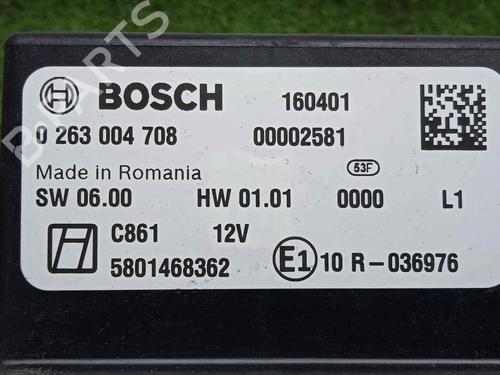 BOSCH 160401
0 263 004 708 00002581
Made in Romania 53F
SW 06.00 HW 01.01 0000 L1
C861 12V
5801468362 E1 10 R-036976